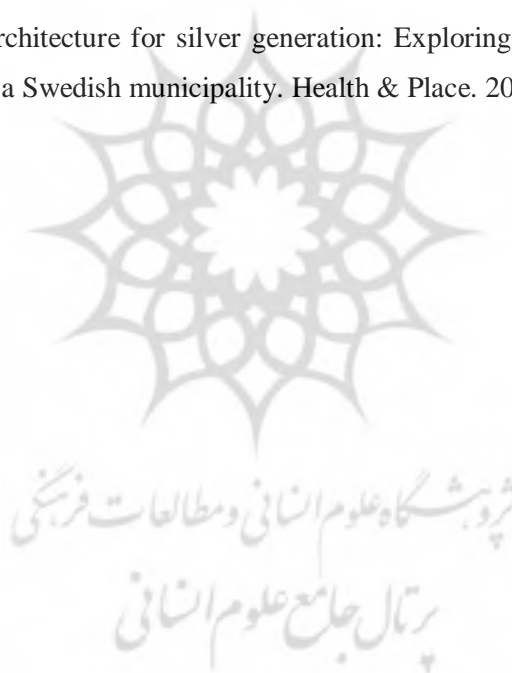 rchitecture for silver generation: Exploring
a Swedish municipality. Health & Place. 20
پژوهشگاه علوم انسانی و مطالعات فرهنگی
پرتال جامع علوم انسانی